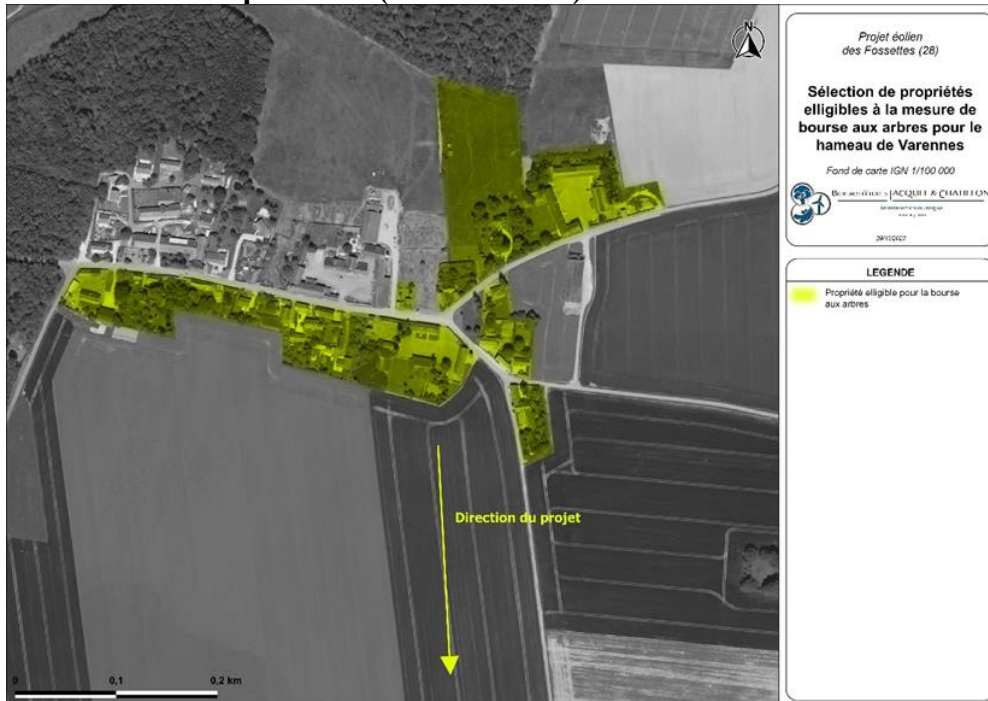 N
Projet éolien
des Fossettes (28)
Sélection de propriétés
elligibles à la mesure de
bourse aux arbres pour le
hameau de Varennes
Fond de carte IGN 1/100 000
JACQUEL & CHATILLON
LEGENDE
Propriété elligible pour la bourse
aux arbres
Direction du projet
0 0,1 0,2 km